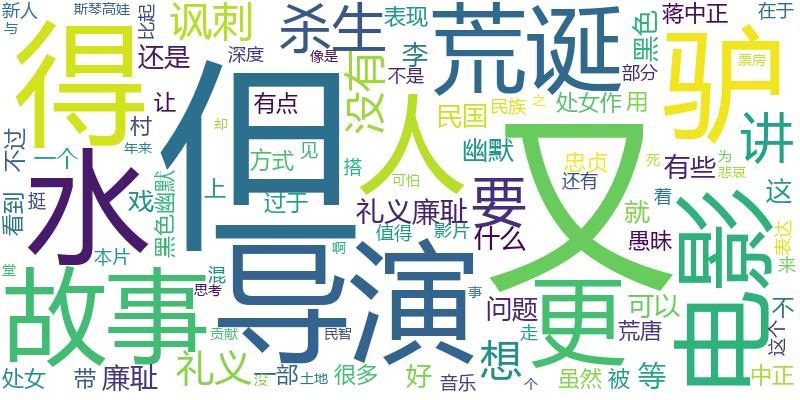 新人
与
斯琴高娃
比起
讽刺
杀生
表现
李
荒诞
黑色
蒋中正
在于
得
还是
深度
像是
不是
部分
驴
票房
让
有点
没有
民国
民族
之
处女作
用
但
人
又
讲
不过
一个
村
年来
却
方式
见
搭
幽默
忠贞
还有
死
有些
为
悲哀
看到
挺
水
戏
黑色幽默
上
过于
可怕
礼义廉耻
要
就
着
这
电影
表达
来
本片
导演
啊
值得
影片
什么
愚昧
更
堂
故事
混
思考
事
问题
可以
不
这个
贡献
民智
走
荒唐
处女
带
廉耻
礼义
没
一部
土地
很多
好
音乐
想
个
虽然
被
等
中正